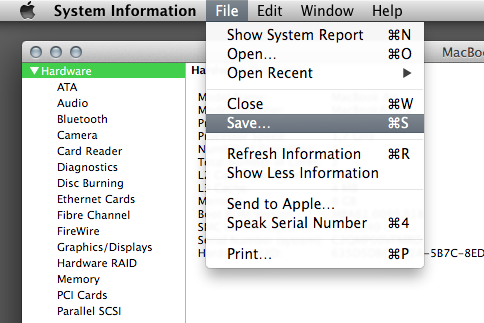 System Information File Edit Window Help
Show System Report ⌘N
Open... ⌘O
Open Recent ▶
Close ⌘W
Save... ⌘S
Refresh Information ⌘R
Show Less Information
Send to Apple...
Speak Serial Number ⌘4
Print... ⌘P
MacBo
▼ Hardware
ATA
Audio
Bluetooth
Camera
Card Reader
Diagnostics
Disc Burning
Ethernet Cards
Fibre Channel
FireWire
Graphics/Displays
Hardware RAID
Memory
PCI Cards
Parallel SCSI
-5B7C-8ED